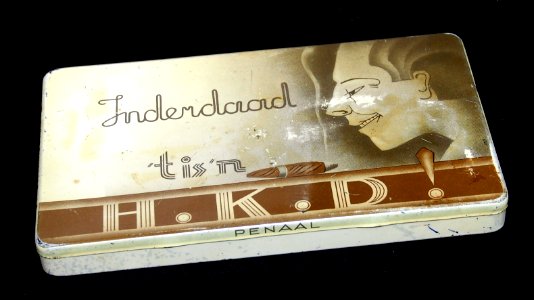 Inderdaad
't is 'n
H.K.D!
PENAAL